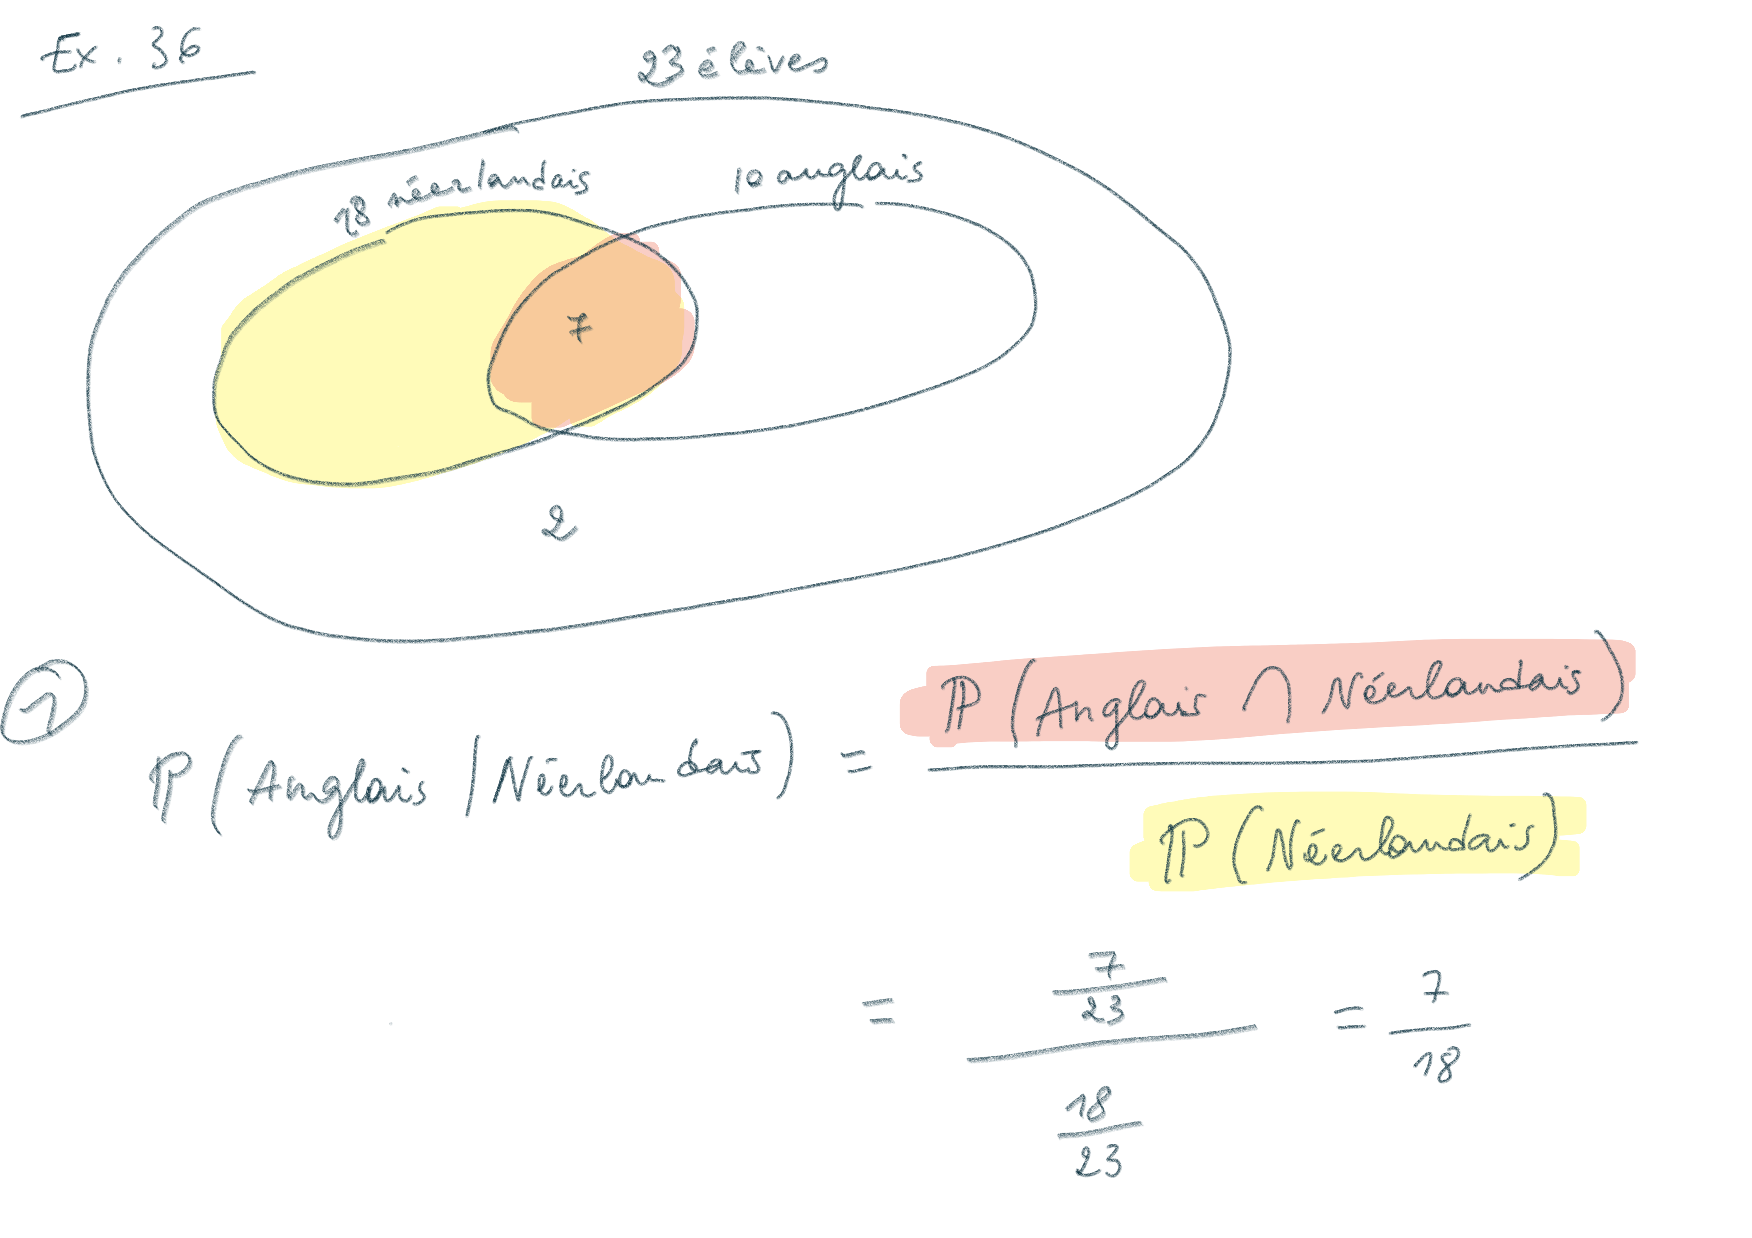 Ex. 36
23 élèves
18 néerlandais
10 anglais
7
2
1
ℙ(Anglais | Néerlandais) = ℙ(Anglais ∩ Néerlandais)
ℙ(Néerlandais)
= 7/23 / 18/23 = 7/18